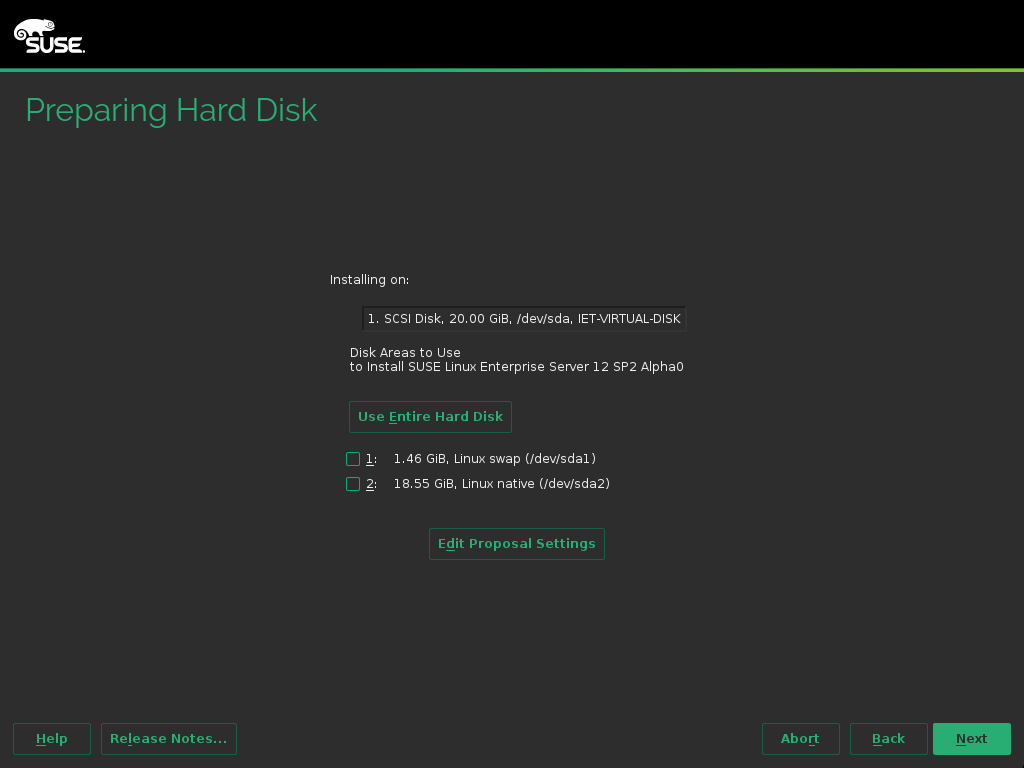 SUSE.
Preparing Hard Disk
Installing on:
1. SCSI Disk, 20.00 GiB, /dev/sda, IET-VIRTUAL-DISK
Disk Areas to Use
to Install SUSE Linux Enterprise Server 12 SP2 Alpha0
Use Entire Hard Disk
1: 1.46 GiB, Linux swap (/dev/sda1)
2: 18.55 GiB, Linux native (/dev/sda2)
Edit Proposal Settings
Help Release Notes... Abort Back Next